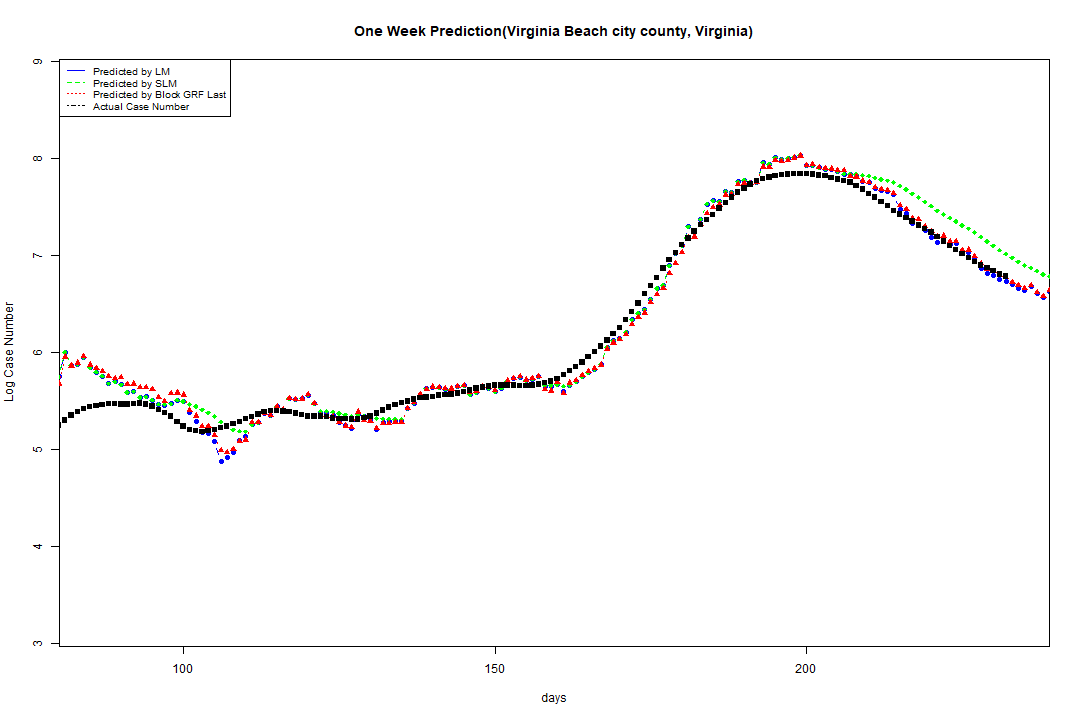 One Week Prediction(Virginia Beach city county, Virginia)
Predicted by LM
Predicted by SLM
Predicted by Block GRF Last
Actual Case Number
9
8
7
6
5
4
3
Log Case Number
100
150
200
days